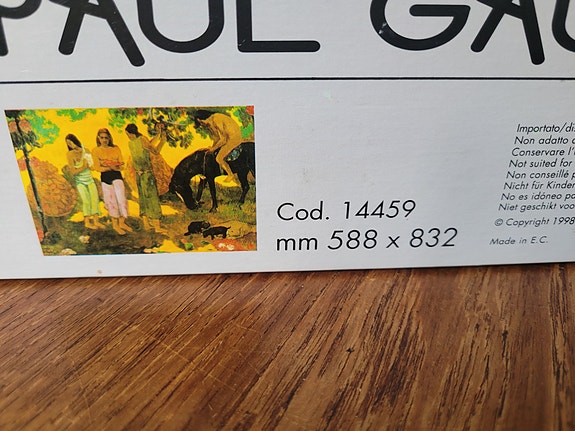 PAUL GAU
Cod. 14459
mm 588 x 832
Importato/di
Non adatto
Conservare l'
Not suited for
Non conseillé
Nicht für Kinder
No es idóneo pa
Niet geschikt voo
© Copyright 1998
Made in E.C.